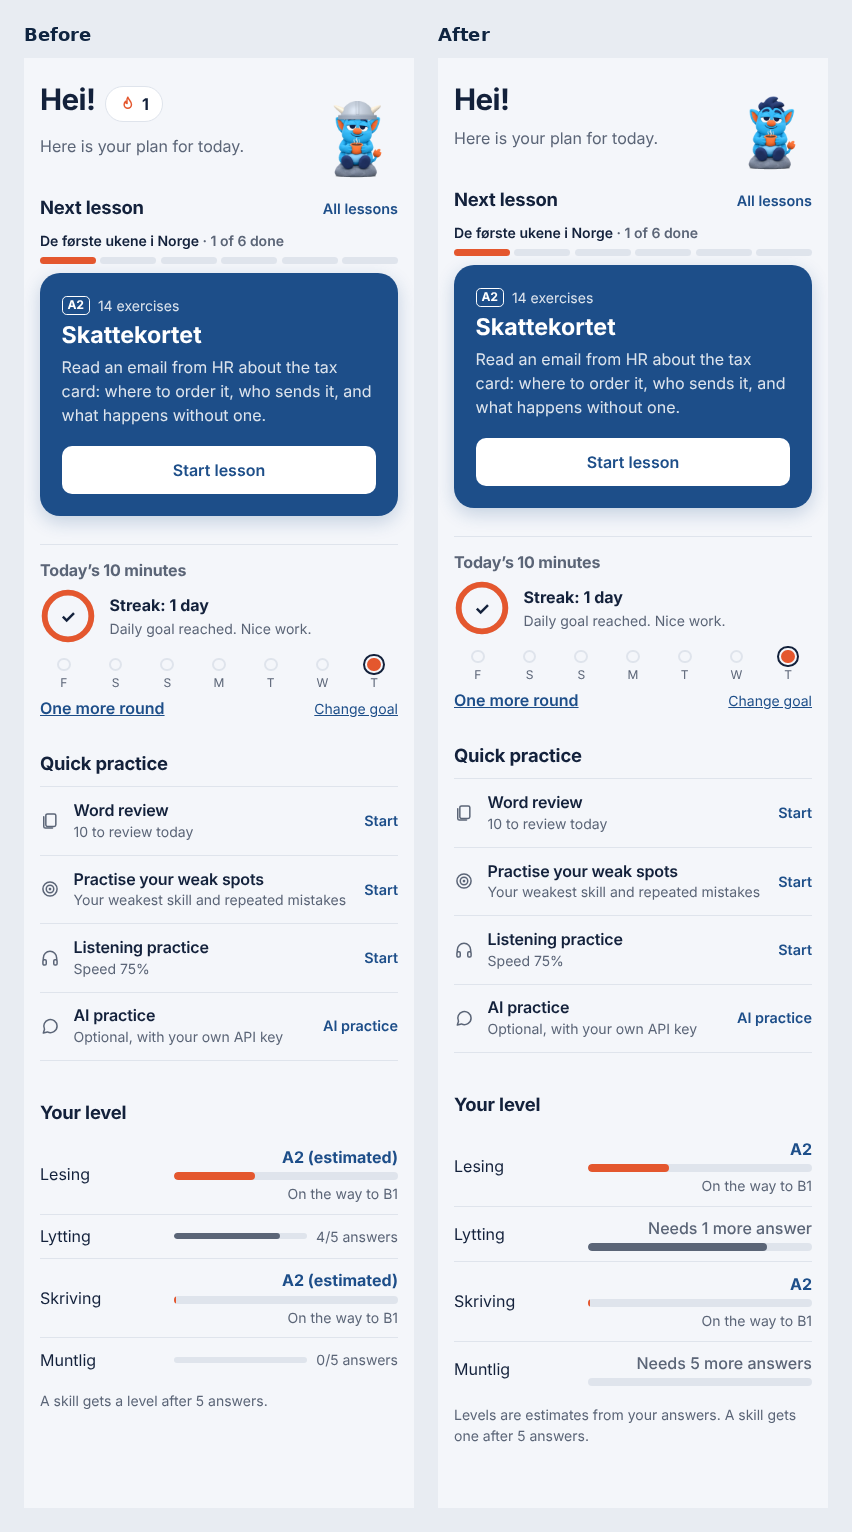 Before
Hei! 1
Here is your plan for today.
Next lesson All lessons
De første ukene i Norge · 1 of 6 done
A2 14 exercises
Skattekortet
Read an email from HR about the tax
card: where to order it, who sends it, and
what happens without one.
Start lesson
Today’s 10 minutes
Streak: 1 day
Daily goal reached. Nice work.
F S S M T W T
One more round Change goal
Quick practice
Word review
10 to review today
Start
Practise your weak spots
Your weakest skill and repeated mistakes
Start
Listening practice
Speed 75%
Start
AI practice
Optional, with your own API key
AI practice
Your level
Lesing
A2 (estimated)
On the way to B1
Lytting 4/5 answers
Skriving
A2 (estimated)
On the way to B1
Muntlig 0/5 answers
A skill gets a level after 5 answers.
After
Hei!
Here is your plan for today.
Next lesson All lessons
De første ukene i Norge · 1 of 6 done
A2 14 exercises
Skattekortet
Read an email from HR about the tax
card: where to order it, who sends it, and
what happens without one.
Start lesson
Today’s 10 minutes
Streak: 1 day
Daily goal reached. Nice work.
F S S M T W T
One more round Change goal
Quick practice
Word review
10 to review today
Start
Practise your weak spots
Your weakest skill and repeated mistakes
Start
Listening practice
Speed 75%
Start
AI practice
Optional, with your own API key
AI practice
Your level
Lesing
A2
On the way to B1
Lytting
Needs 1 more answer
Skriving
A2
On the way to B1
Muntlig
Needs 5 more answers
Levels are estimates from your answers. A skill gets
one after 5 answers.